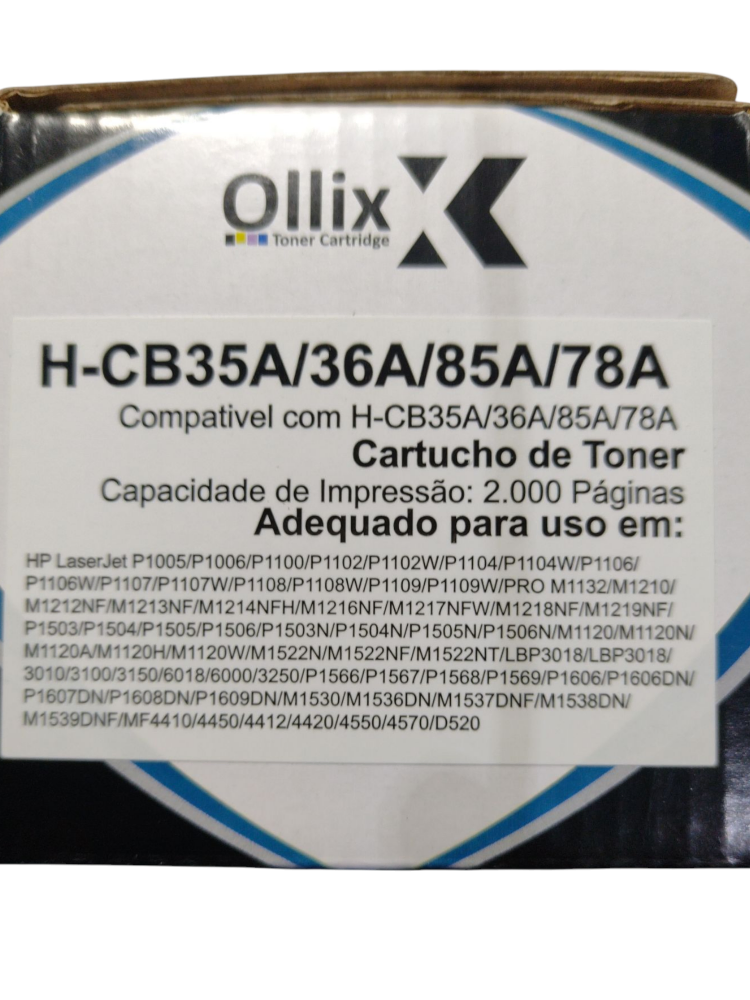 Ollix
Toner Cartridge
H-CB35A/36A/85A/78A
Compativel com H-CB35A/36A/85A/78A
Cartucho de Toner
Capacidade de Impressão: 2.000 Páginas
Adequado para uso em:
HP LaserJet P1005/P1006/P1100/P1102/P1102W/P1104/P1104W/P1106/
P1106W/P1107/P1107W/P1108/P1108W/P1109/P1109W/PRO M1132/M1210/
M1212NF/M1213NF/M1214NFH/M1216NF/M1217NFW/M1218NF/M1219NF/
P1503/P1504/P1505/P1506/P1503N/P1504N/P1505N/P1506N/M1120/M1120N/
M1120A/M1120H/M1120W/M1522N/M1522NF/M1522NT/LBP3018/LBP3018/
3010/3100/3150/6018/6000/3250/P1566/P1567/P1568/P1569/P1606/P1606DN/
P1607DN/P1608DN/P1609DN/M1530/M1536DN/M1537DNF/M1538DN/
M1539DNF/MF4410/4450/4412/4420/4550/4570/D520